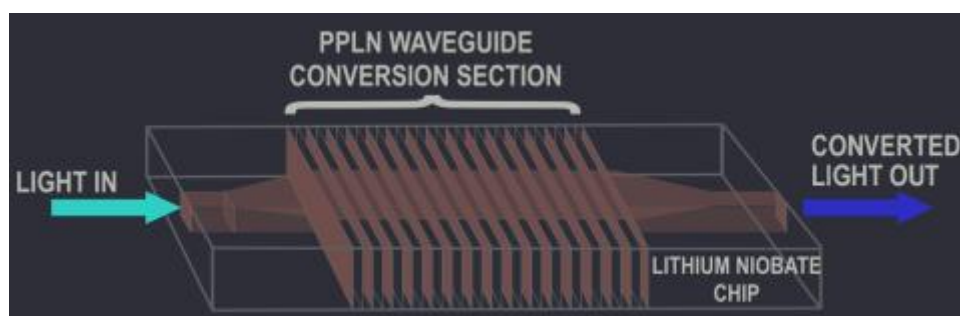 PPLN WAVEGUIDE
CONVERSION SECTION
LIGHT IN
CONVERTED
LIGHT OUT
LITHIUM NIOBATE
CHIP